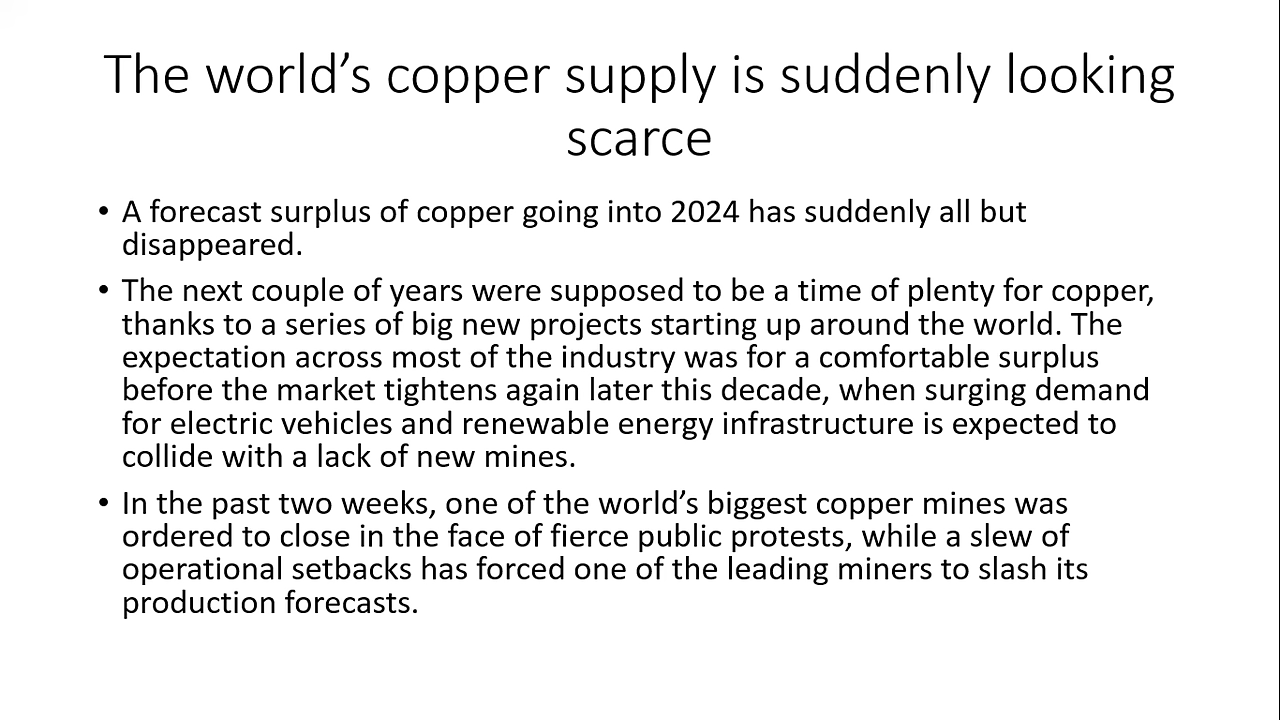 The world’s copper supply is suddenly looking
scarce
• A forecast surplus of copper going into 2024 has suddenly all but
disappeared.
• The next couple of years were supposed to be a time of plenty for copper,
thanks to a series of big new projects starting up around the world. The
expectation across most of the industry was for a comfortable surplus
before the market tightens again later this decade, when surging demand
for electric vehicles and renewable energy infrastructure is expected to
collide with a lack of new mines.
• In the past two weeks, one of the world’s biggest copper mines was
ordered to close in the face of fierce public protests, while a slew of
operational setbacks has forced one of the leading miners to slash its
production forecasts.